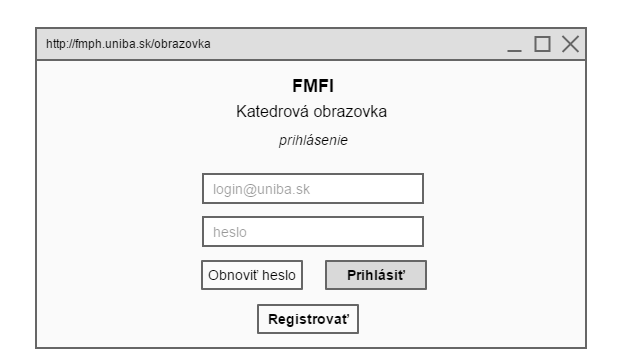 http://fmph.uniba.sk/obrazovka
FMFI
Katedrová obrazovka
prihlásenie
login@uniba.sk
heslo
Obnoviť heslo
Prihlásiť
Registrovať